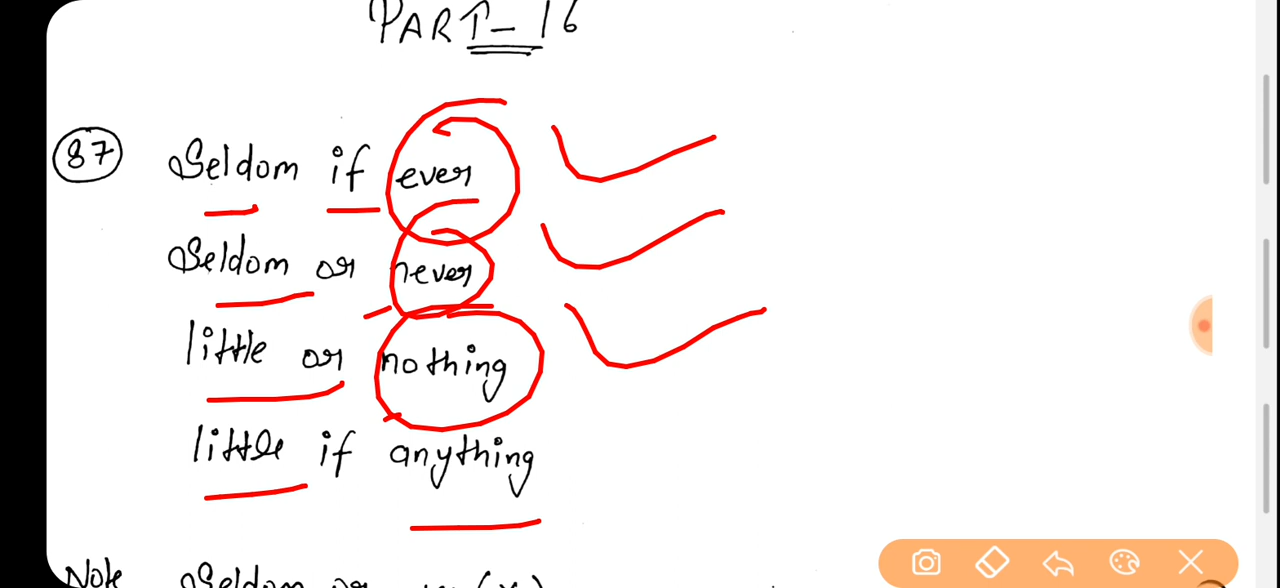 PART-16
87 Seldom if ever
Seldom or never
little or nothing
little if anything
Note Seldom or (x)